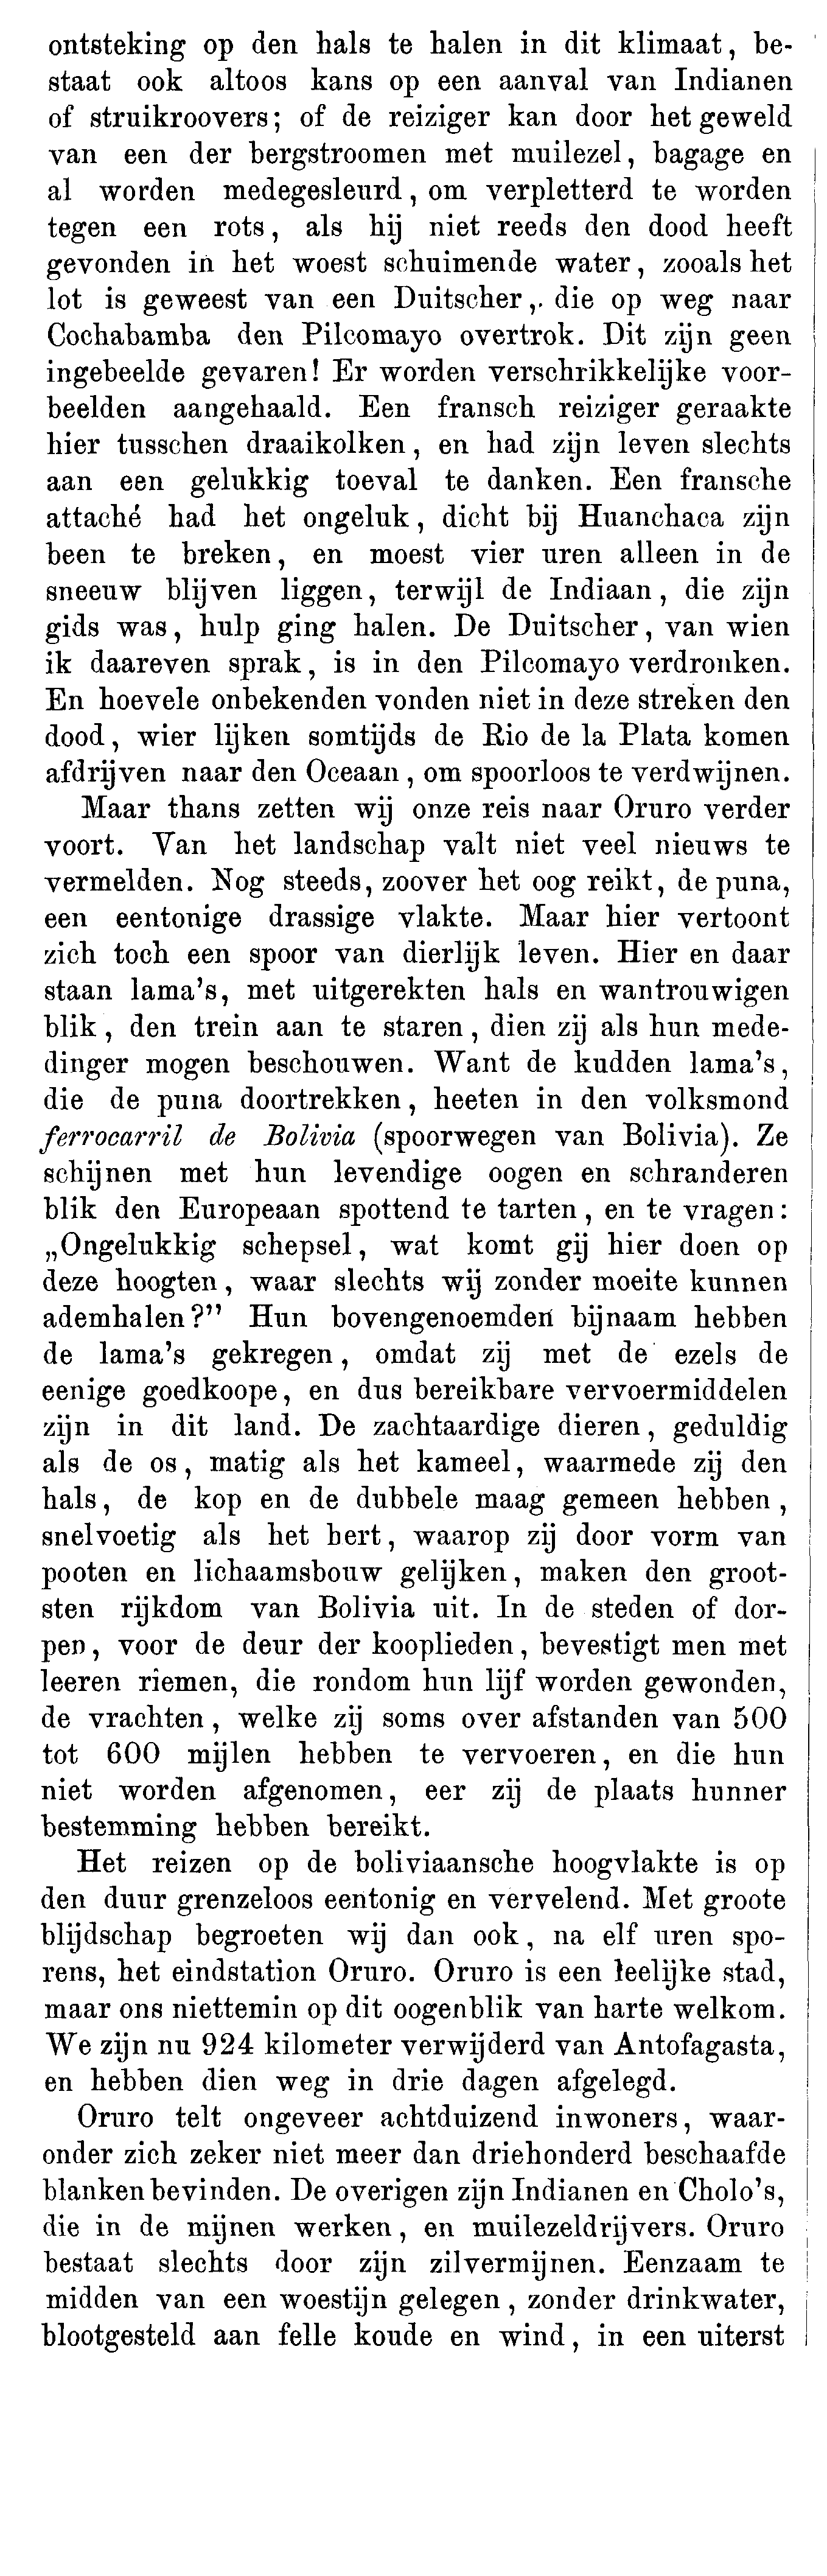 ontsteking op den hals te halen in dit klimaat, be-
staat ook altoos kans op een aanval van Indianen
of struikroovers; of de reiziger kan door het geweld
van een der bergstroomen met muilezel, bagage en
al worden medegesleurd, om verpletterd te worden
tegen een rots, als hij niet reeds den dood heeft
gevonden in het woest schuimende water, zooals het
lot is geweest van een Duitscher, die op weg naar
Cochabamba den Pilcomayo overtrok. Dit zijn geen
ingebeelde gevaren! Er worden verschrikkelijke voor-
beelden aangehaald. Een fransch reiziger geraakte
hier tusschen draaikolken, en had zijn leven slechts
aan een gelukkig toeval te danken. Een fransche
attaché had het ongeluk, dicht bij Huanchaca zijn
been te breken, en moest vier uren alleen in de
sneeuw blijven liggen, terwijl de Indiaan, die zijn
gids was, hulp ging halen. De Duitscher, van wien
ik daareven sprak, is in den Pilcomayo verdronken.
En hoevele onbekenden vonden niet in deze streken den
dood, wier lijken somtijds de Rio de la Plata komen
afdrijven naar den Oceaan, om spoorloos te verdwijnen.
Maar thans zetten wij onze reis naar Oruro verder
voort. Van het landschap valt niet veel nieuws te
vermelden. Nog steeds, zoover het oog reikt, de puna,
een eentonige drassige vlakte. Maar hier vertoont
zich toch een spoor van dierlijk leven. Hier en daar
staan lama's, met uitgerekten hals en wantrouwigen
blik, den trein aan te staren, dien zij als hun mede-
dinger mogen beschouwen. Want de kudden lama's,
die de puna doortrekken, heeten in den volksmond
ferrocarril de Bolivia (spoorwegen van Bolivia). Ze
schijnen met hun levendige oogen en schranderen
blik den Europeaan spottend te tarten, en te vragen:
„Ongelukkig schepsel, wat komt gij hier doen op
deze hoogten, waar slechts wij zonder moeite kunnen
ademhalen?" Hun bovengenoemden bijnaam hebben
de lama's gekregen, omdat zij met de ezels de
eenige goedkoope, en dus bereikbare vervoermiddelen
zijn in dit land. De zachtaardige dieren, geduldig
als de os, matig als het kameel, waarmede zij den
hals, de kop en de dubbele maag gemeen hebben,
snelvoetig als het hert, waarop zij door vorm van
pooten en lichaamsbouw gelijken, maken den groot-
sten rijkdom van Bolivia uit. In de steden of dor-
pen, voor de deur der kooplieden, bevestigt men met
leeren riemen, die rondom hun lijf worden gewonden,
de vrachten, welke zij soms over afstanden van 500
tot 600 mijlen hebben te vervoeren, en die hun
niet worden afgenomen, eer zij de plaats hunner
bestemming hebben bereikt.
Het reizen op de boliviaansche hoogvlakte is op
den duur grenzeloos eentonig en vervelend. Met groote
blijdschap begroeten wij dan ook, na elf uren spo-
rens, het eindstation Oruro. Oruro is een leelijke stad,
maar ons niettemin op dit oogenblik van harte welkom.
We zijn nu 924 kilometer verwijderd van Antofagasta,
en hebben dien weg in drie dagen afgelegd.
Oruro telt ongeveer achtduizend inwoners, waar-
onder zich zeker niet meer dan driehonderd beschaafde
blanken bevinden. De overigen zijn Indianen en Cholo's,
die in de mijnen werken, en muilezeldrijvers. Oruro
bestaat slechts door zijn zilvermijnen. Eenzaam te
midden van een woestijn gelegen, zonder drinkwater,
blootgesteld aan felle koude en wind, in een uiterst